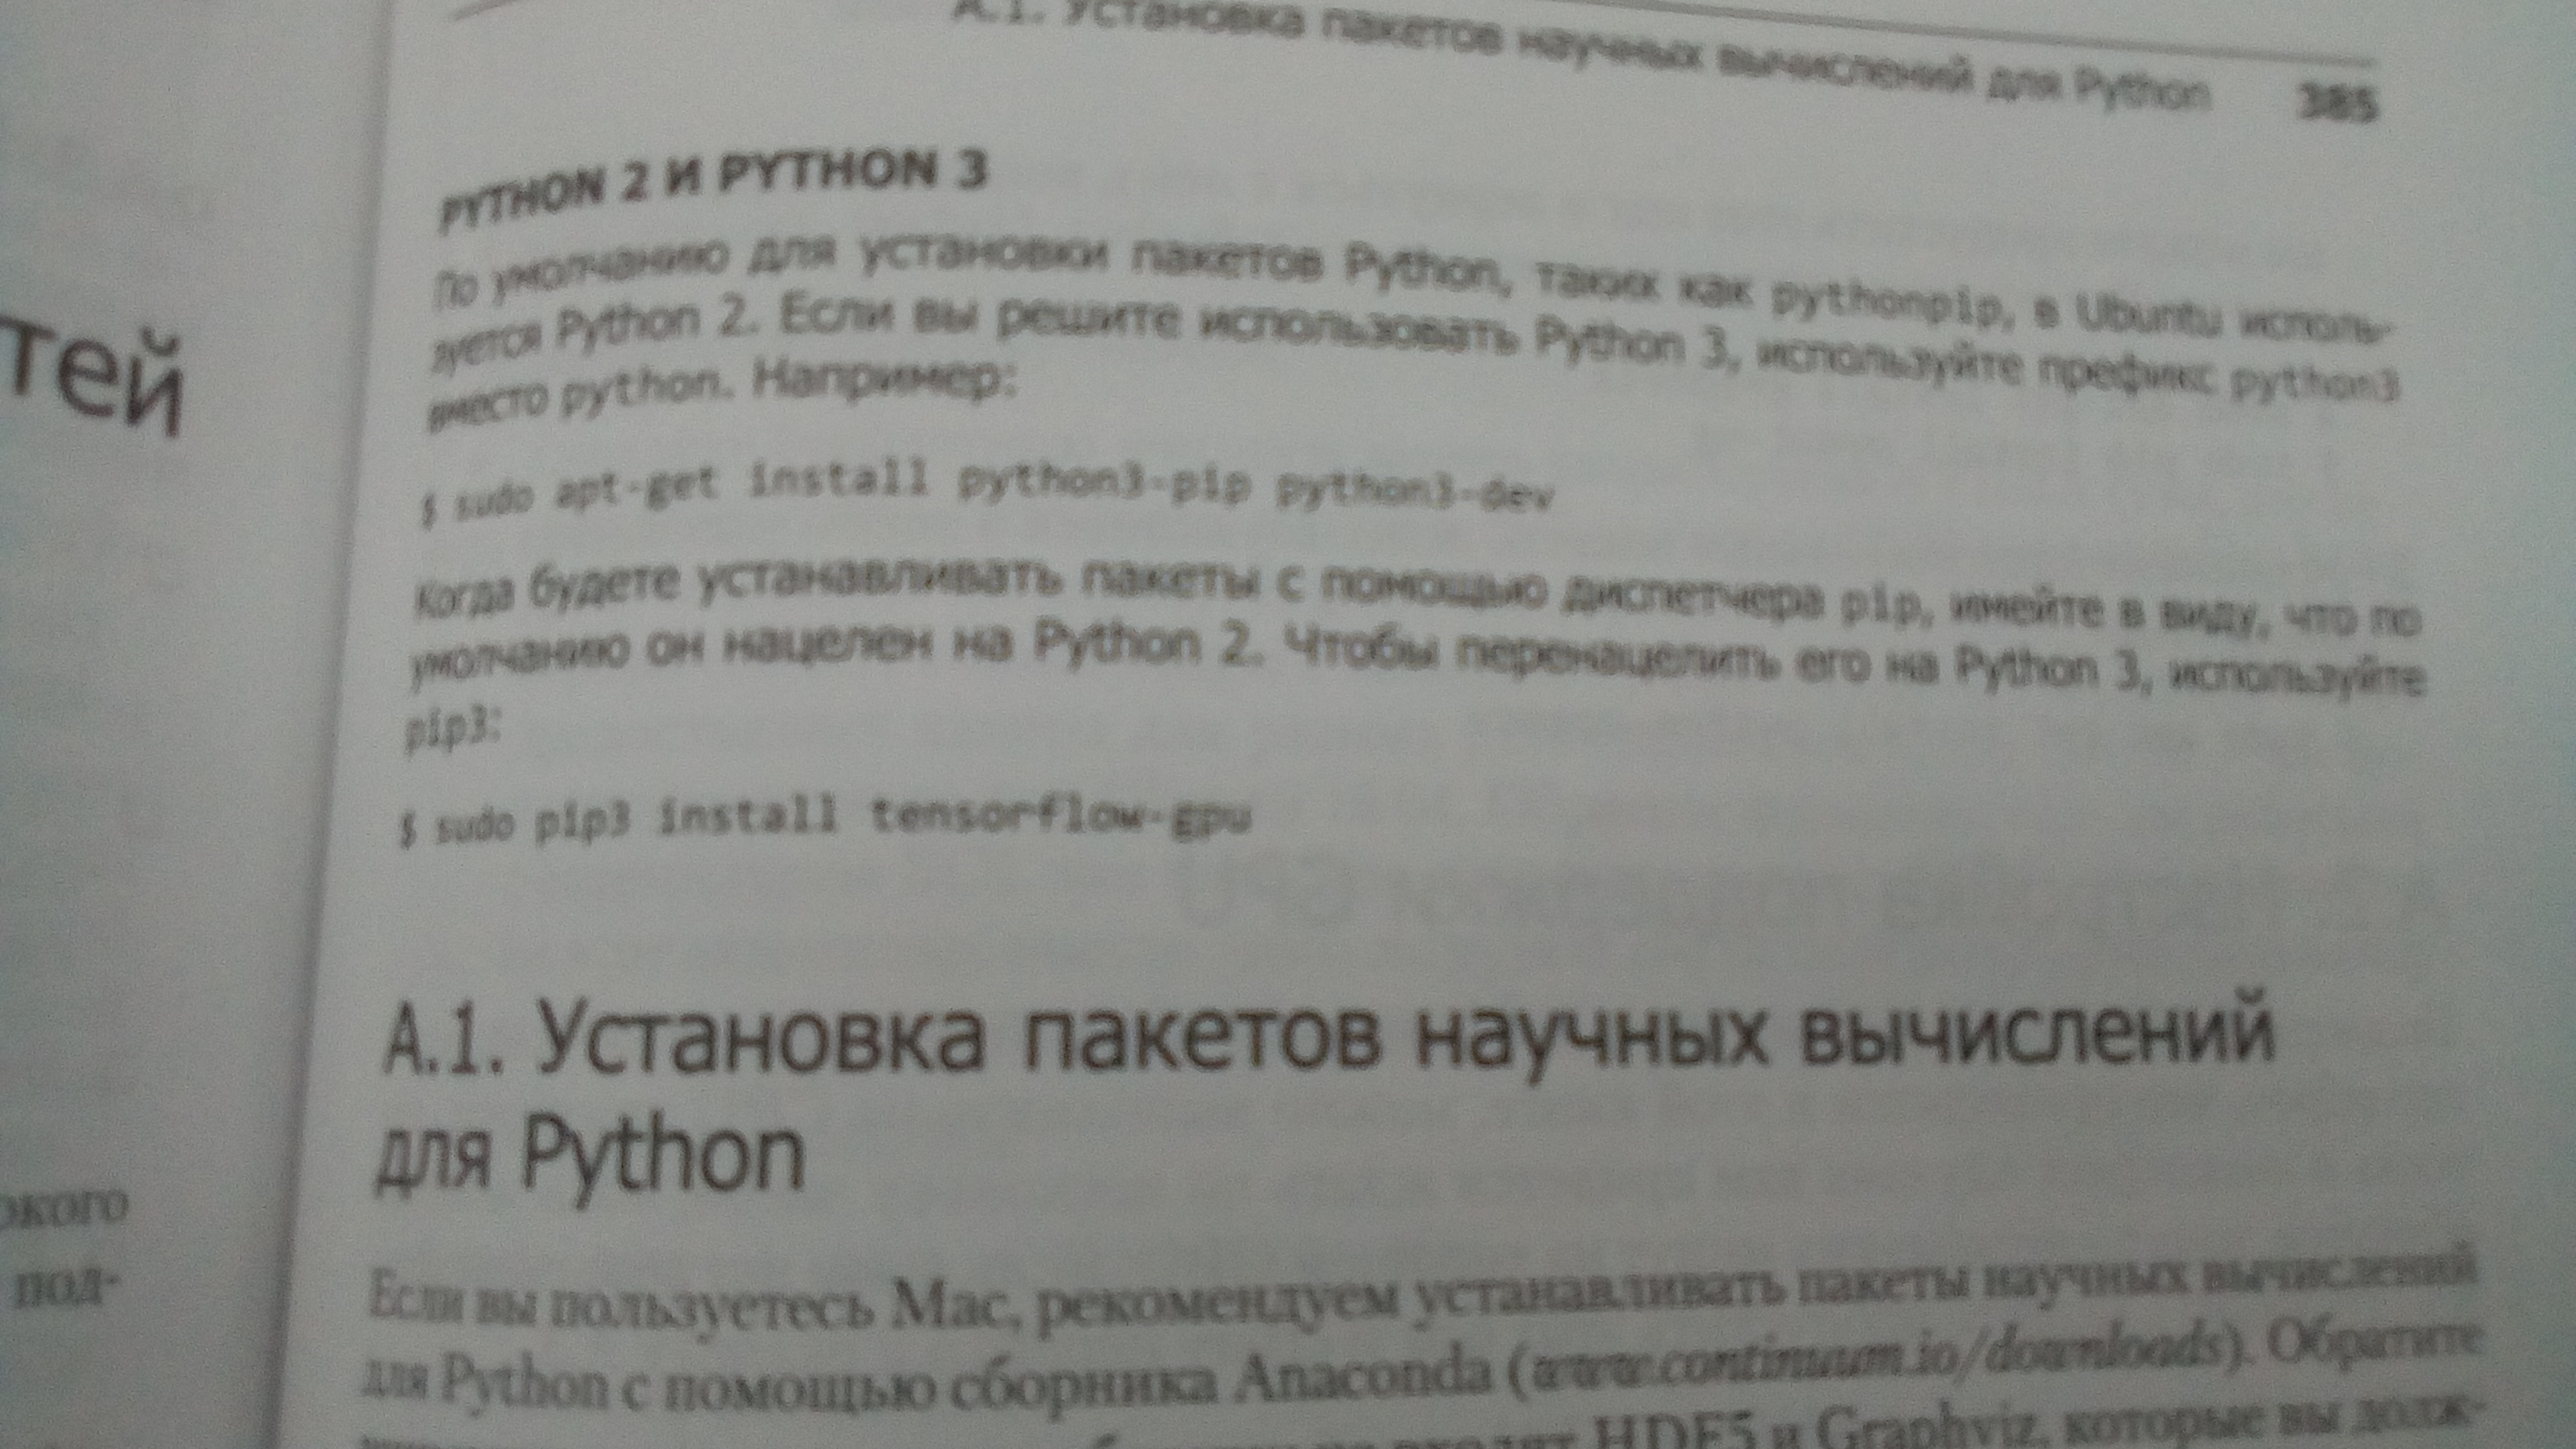 А.1. Установка пакетов научных вычислений для Python 385
PYTHON 2 И PYTHON 3
По умолчанию для установки пакетов Python, таких как pythonpip, в Ubuntu исполь-
зуется Python 2. Если вы решите использовать Python 3, используйте префикс python3
вместо python. Например:
$ sudo apt-get install python3-pip python3-dev
Когда будете устанавливать пакеты с помощью диспетчера pip, имейте в виду, что по
умолчанию он нацелен на Python 2. Чтобы перенацелить его на Python 3, используйте
pip3:
$ sudo pip3 install tensorflow-gpu
А.1. Установка пакетов научных вычислений
для Python
Если вы пользуетесь Mac, рекомендуем устанавливать пакеты научных вычислений
для Python с помощью сборника Anaconda (www.continuum.io/downloads). Обратите
входят HDF5 и Graphviz, которые вы долж-
тей
окого
под-